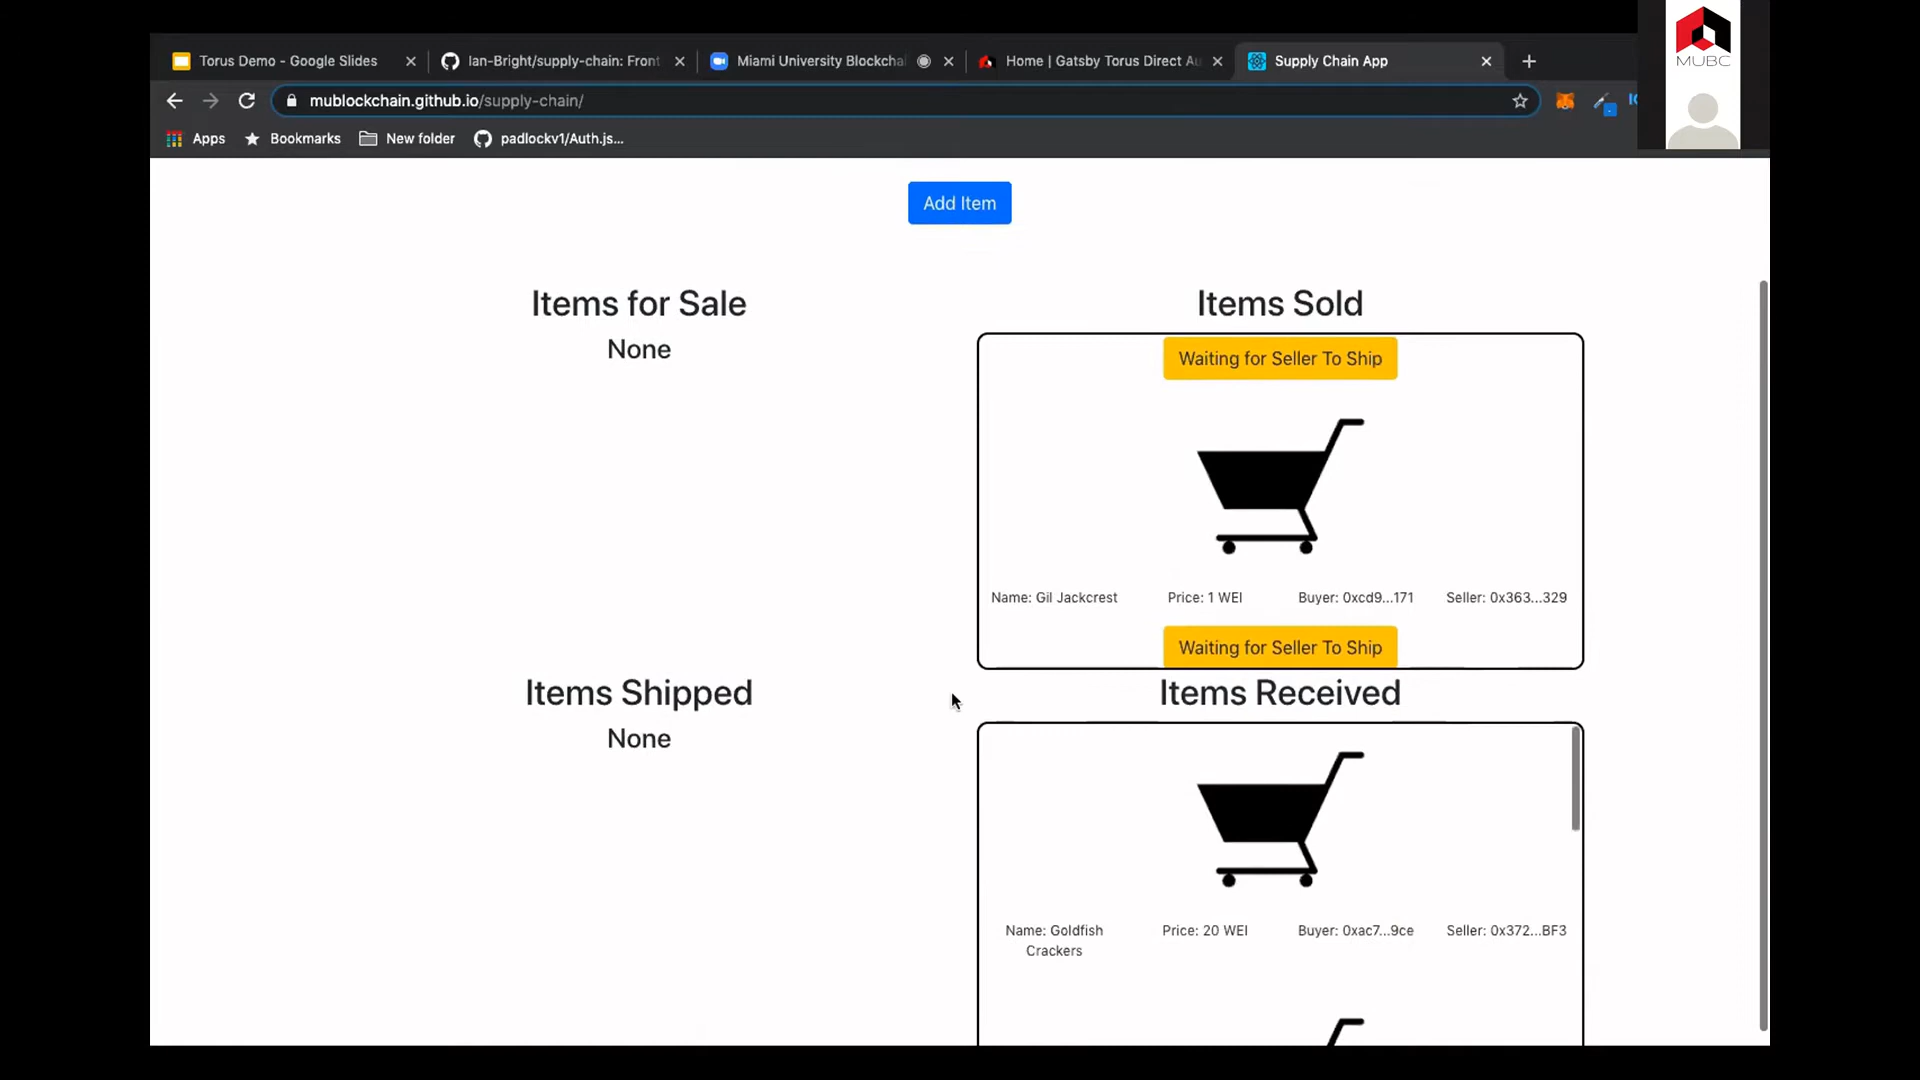 MUBC
Torus Demo - Google Slides
Ian-Bright/supply-chain: Front
Miami University Blockchai
Home | Gatsby Torus Direct Au
Supply Chain App
mublockchain.github.io/supply-chain/
Apps
Bookmarks
New folder
padlockv1/Auth.js...
Add Item
Items for Sale
None
Items Sold
Waiting for Seller To Ship
Name: Gil Jackcrest
Price: 1 WEI
Buyer: 0xcd9...171
Seller: 0x363...329
Waiting for Seller To Ship
Items Shipped
None
Items Received
Name: Goldfish
Crackers
Price: 20 WEI
Buyer: 0xac7...9ce
Seller: 0x372...BF3